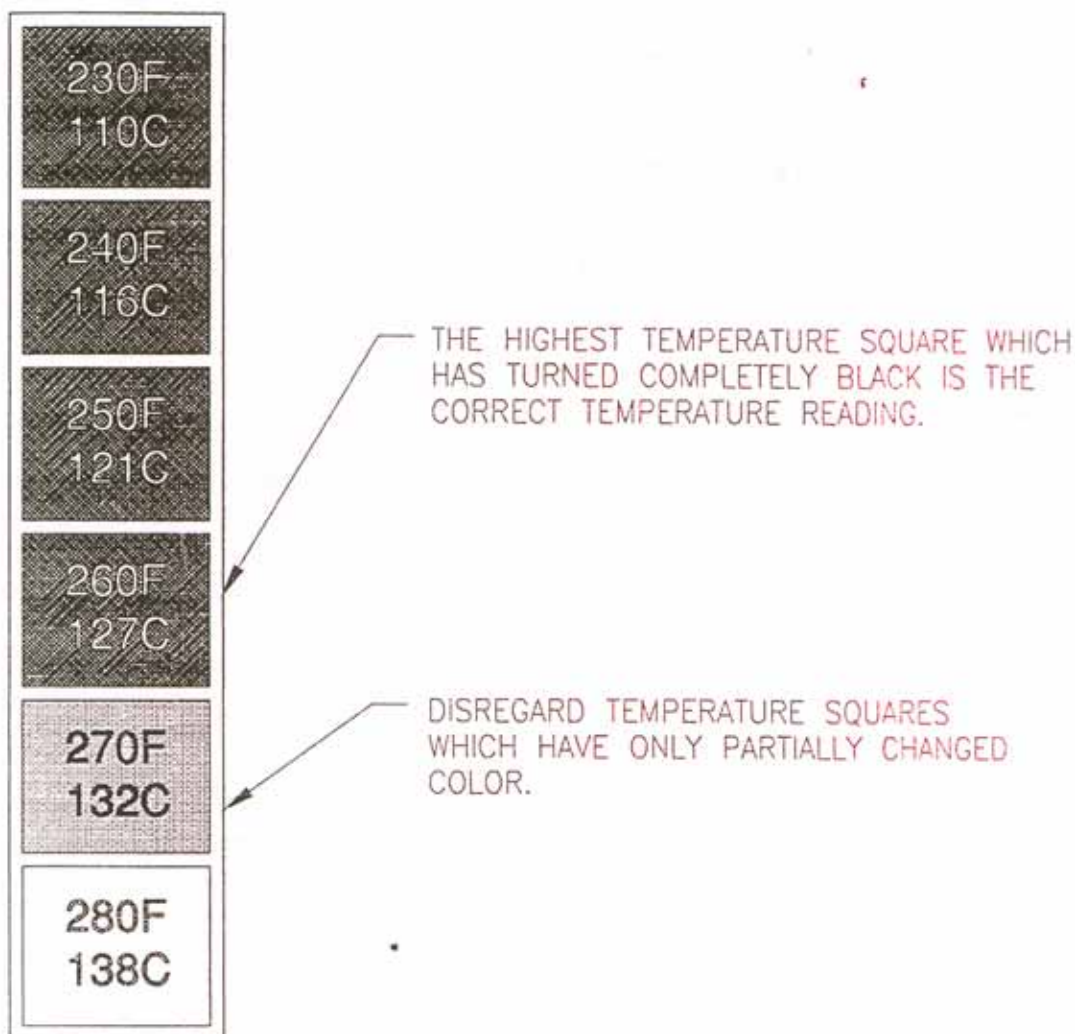 230F
110C
240F
116C
250F
121C
260F
127C
270F
132C
280F
138C
THE HIGHEST TEMPERATURE SQUARE WHICH
HAS TURNED COMPLETELY BLACK IS THE
CORRECT TEMPERATURE READING.
DISREGARD TEMPERATURE SQUARES
WHICH HAVE ONLY PARTIALLY CHANGED
COLOR.